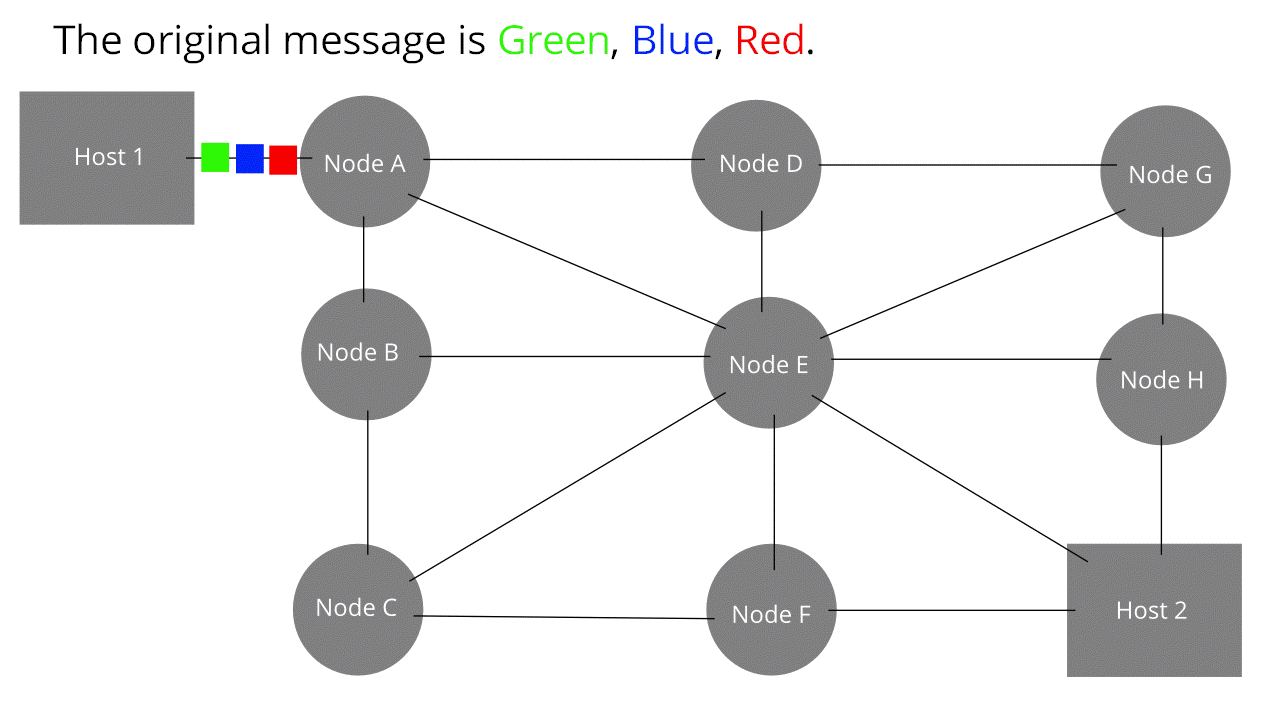 The original message is Green, Blue, Red.
Host 1
Node A
Node D
Node G
Node B
Node E
Node H
Node C
Node F
Host 2